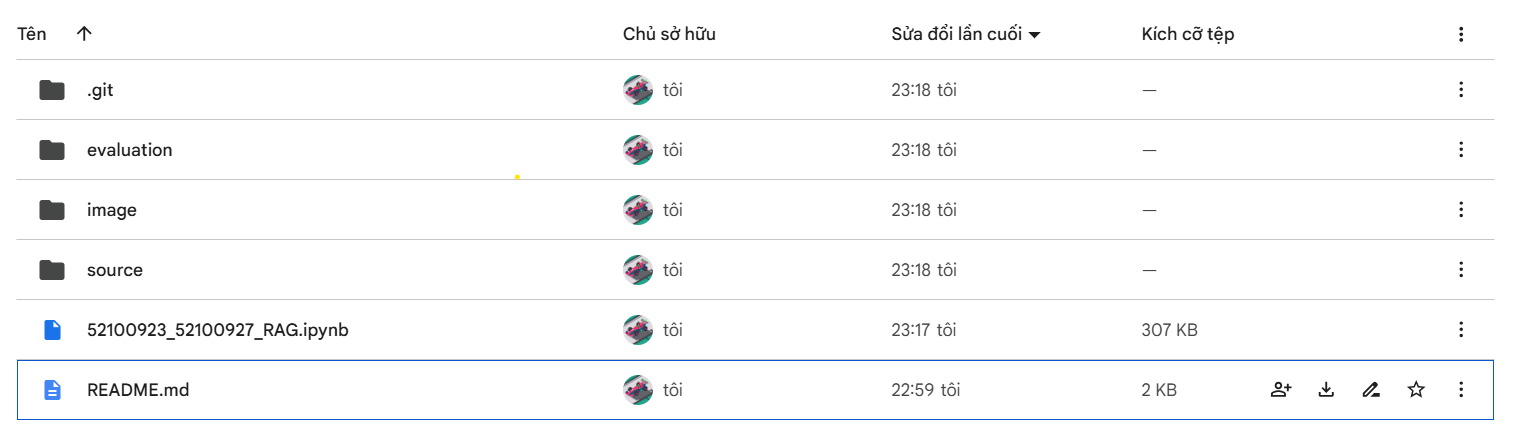 Tên Chủ sở hữu Sửa đổi lần cuối Kích cỡ tệp
.git tôi 23:18 tôi —
evaluation tôi 23:18 tôi —
image tôi 23:18 tôi —
source tôi 23:18 tôi —
52100923_52100927_RAG.ipynb tôi 23:17 tôi 307 KB
README.md tôi 22:59 tôi 2 KB